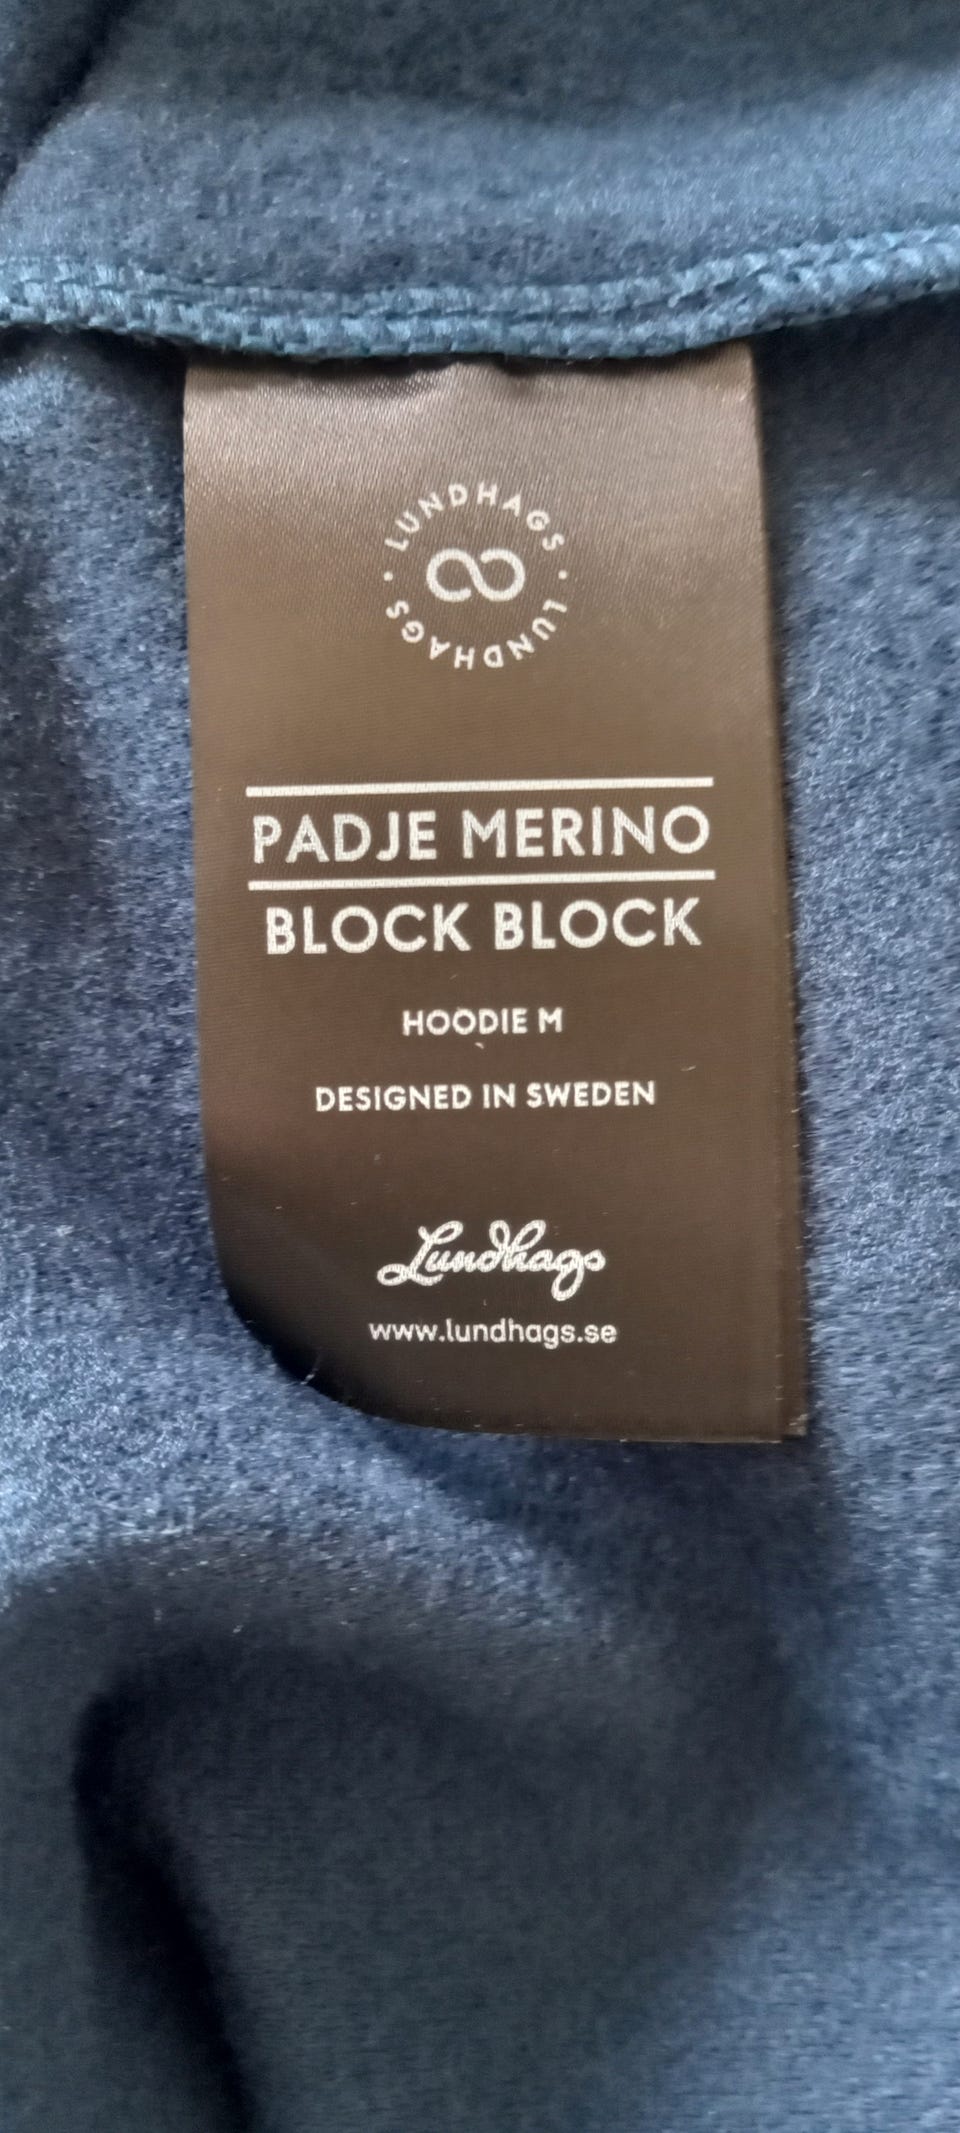 LUNDHAGS · LUNDHAGS ·
PADJE MERINO
BLOCK BLOCK
HOODIE M
DESIGNED IN SWEDEN
Lundhags
www.lundhags.se